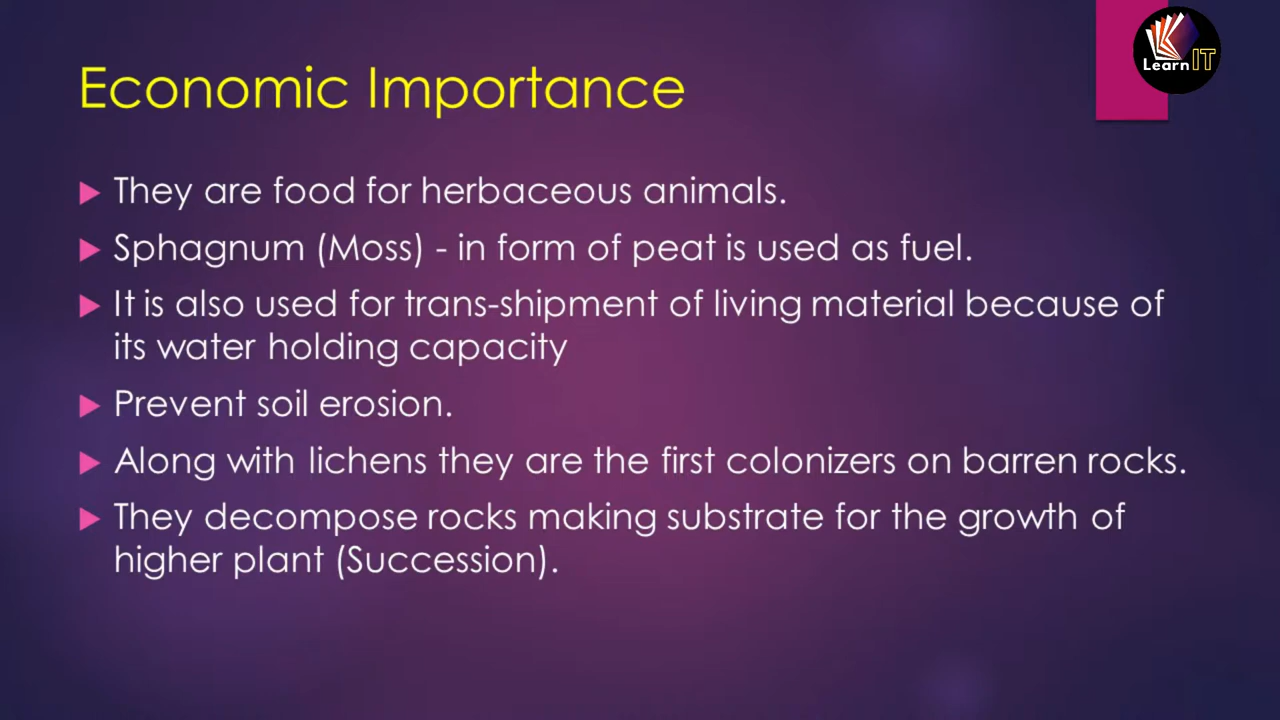 Learn IT
Economic Importance
They are food for herbaceous animals.
Sphagnum (Moss) - in form of peat is used as fuel.
It is also used for trans-shipment of living material because of
its water holding capacity
Prevent soil erosion.
Along with lichens they are the first colonizers on barren rocks.
They decompose rocks making substrate for the growth of
higher plant (Succession).